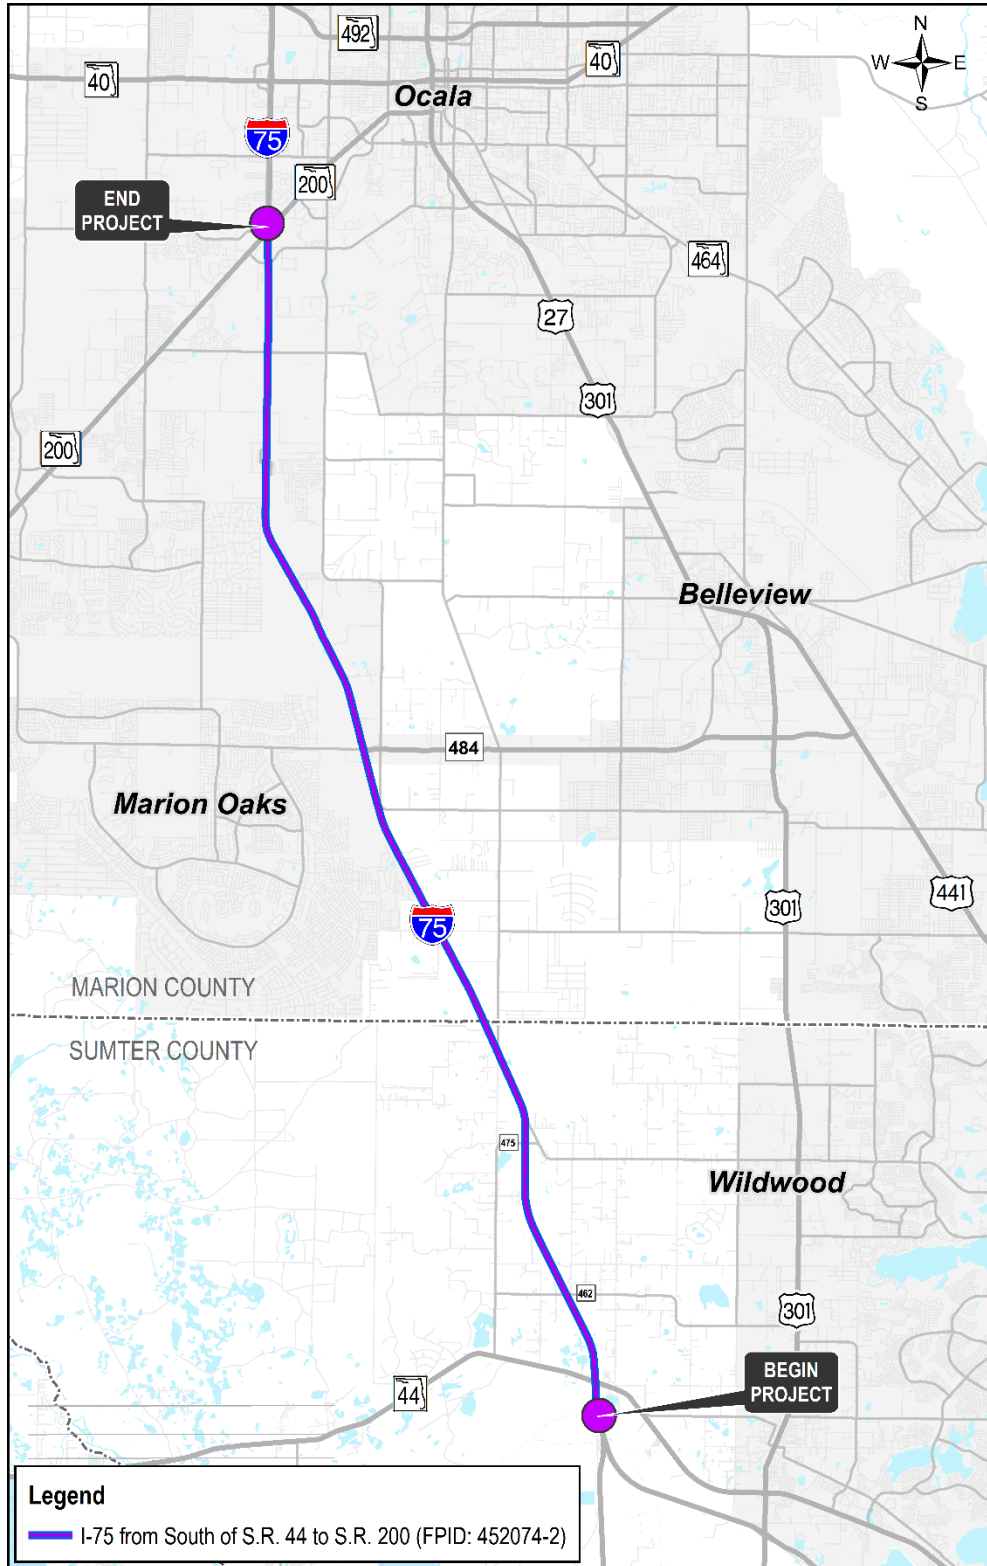 492
N
40
40
W
E
Ocala
S
75
200
END
PROJECT
464
27
301
200
Belleview
484
Marion Oaks
75
301
441
MARION COUNTY
SUMTER COUNTY
475
Wildwood
462
301
BEGIN
PROJECT
44
Legend
I-75 from South of S.R. 44 to S.R. 200 (FPID: 452074-2)